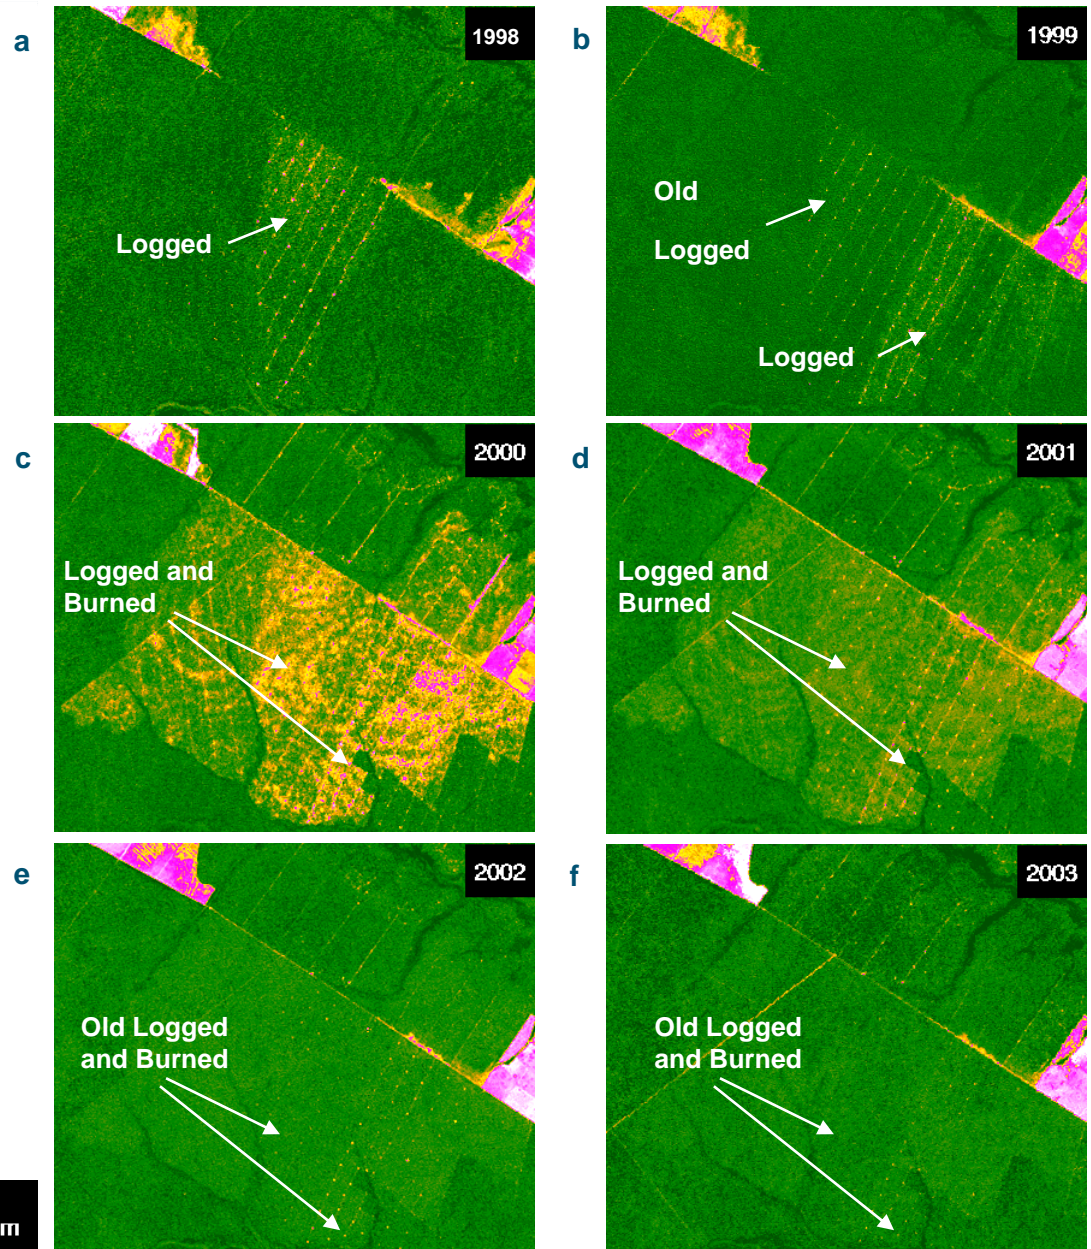 a
1998
Logged
b
1999
Old
Logged
Logged
c
2000
Logged and
Burned
d
2001
Logged and
Burned
e
2002
Old Logged
and Burned
f
2003
Old Logged
and Burned
m